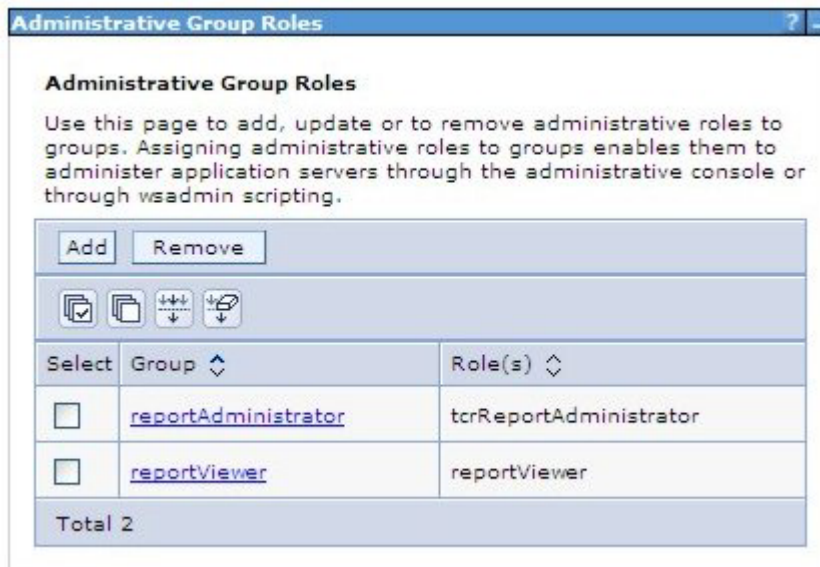 Administrative Group Roles ? -
Administrative Group Roles
Use this page to add, update or to remove administrative roles to
groups. Assigning administrative roles to groups enables them to
administer application servers through the administrative console or
through wsadmin scripting.
Add Remove
Select Group Role(s)
reportAdministrator tcrReportAdministrator
reportViewer reportViewer
Total 2